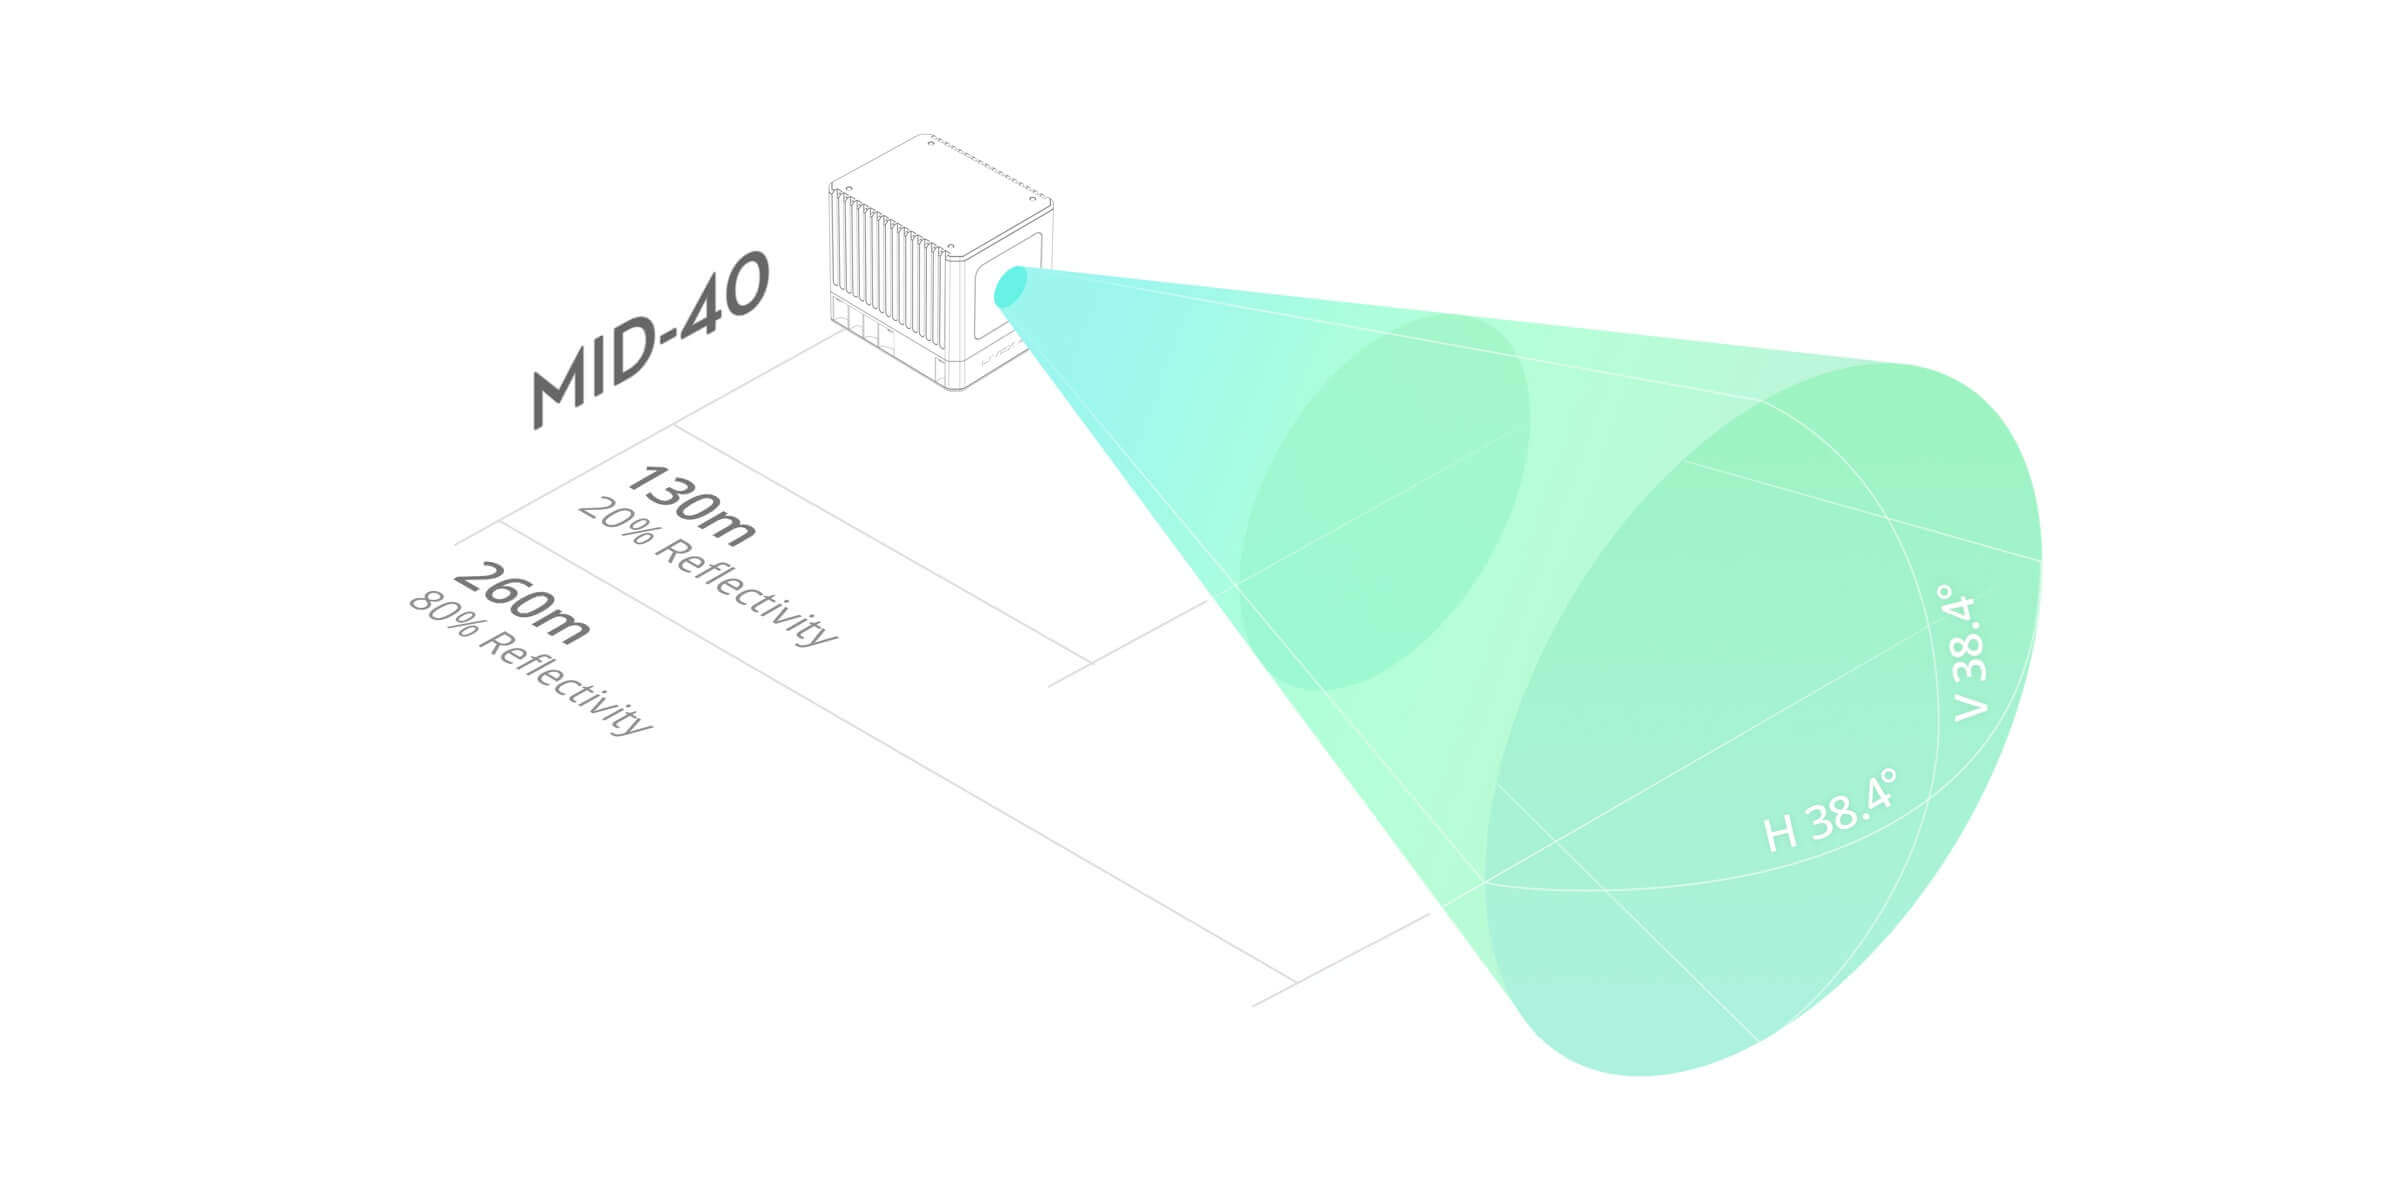 MID-40
130m
20% Reflectivity
260m
80% Reflectivity
V 38.4°
H 38.4°